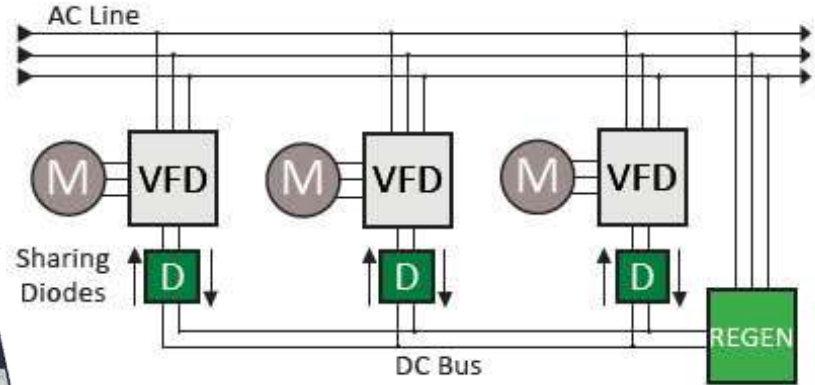 AC Line
M
VFD
M
VFD
M
VFD
Sharing
Diodes
D
D
D
REGEN
DC Bus